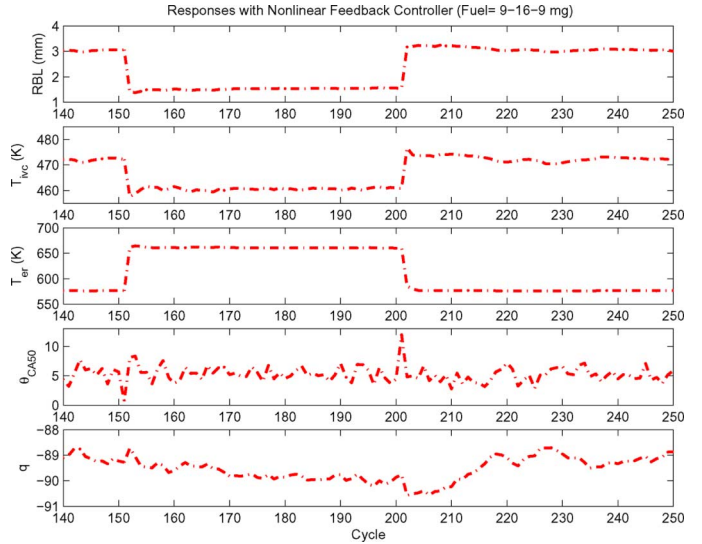 Responses with Nonlinear Feedback Controller (Fuel= 9−16−9 mg)
RBL (mm)
4
3
2
1
140 150 160 170 180 190 200 210 220 230 240 250
T_ivc (K)
480
470
460
140 150 160 170 180 190 200 210 220 230 240 250
T_er (K)
700
650
600
550
140 150 160 170 180 190 200 210 220 230 240 250
θ_CA50
10
5
0
140 150 160 170 180 190 200 210 220 230 240 250
q
−88
−89
−90
−91
140 150 160 170 180 190 200 210 220 230 240 250
Cycle